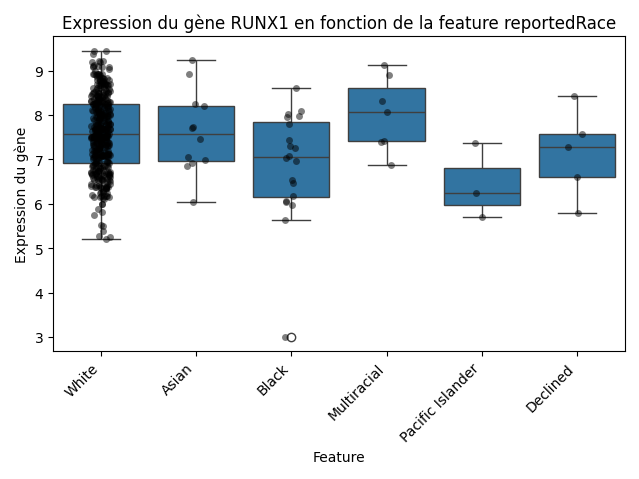 Expression du gène RUNX1 en fonction de la feature reportedRace
Expression du gène
9
8
7
6
5
4
3
White
Asian
Black
Multiracial
Pacific Islander
Declined
Feature